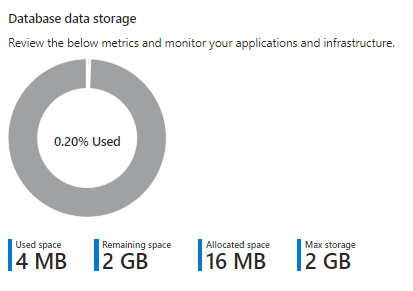 Database data storage
Review the below metrics and monitor your applications and infrastructure.
0.20% Used
Used space Remaining space Allocated space Max storage
4 MB 2 GB 16 MB 2 GB